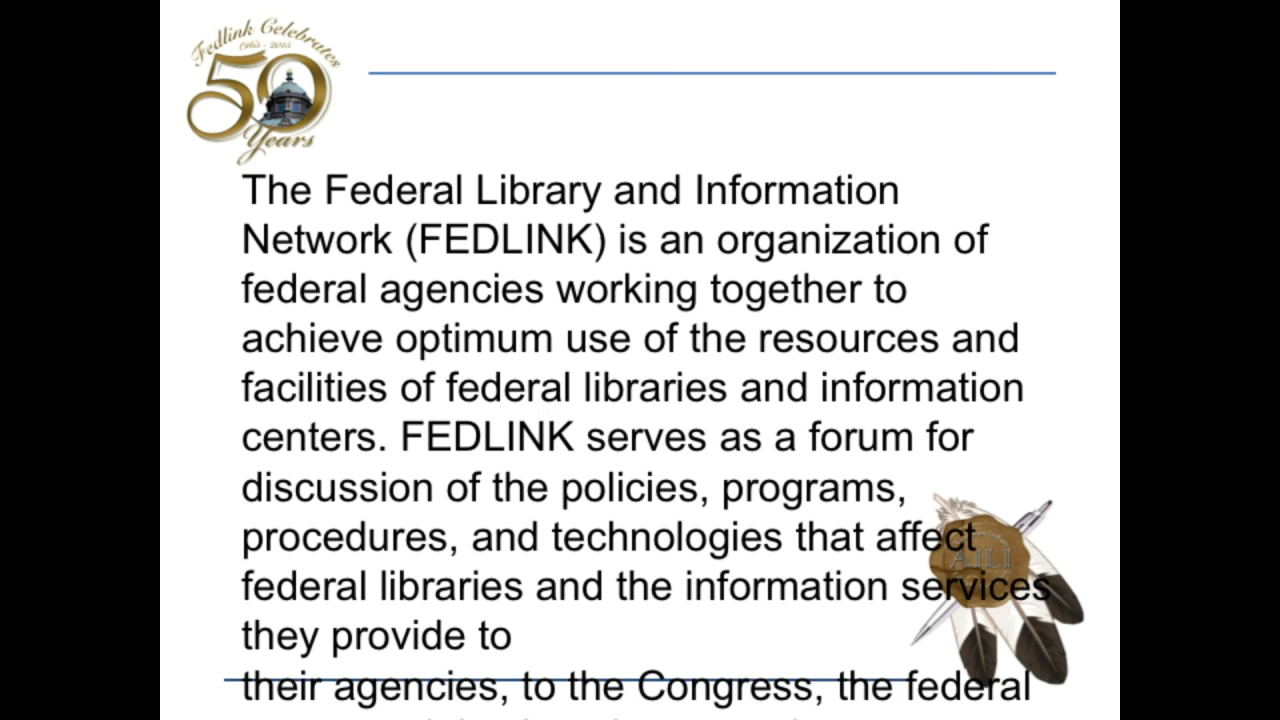 Fedlink Celebrates
1965 - 2015
50
Years
The Federal Library and Information
Network (FEDLINK) is an organization of
federal agencies working together to
achieve optimum use of the resources and
facilities of federal libraries and information
centers. FEDLINK serves as a forum for
discussion of the policies, programs,
procedures, and technologies that affect
AILI
federal libraries and the information services
they provide to
their agencies, to the Congress, the federal